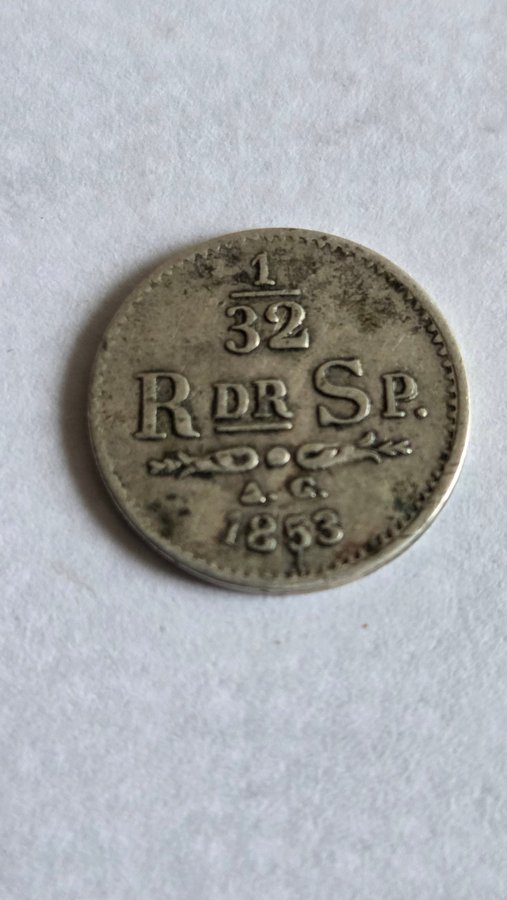 1/32
RDR SP.
A. G.
1853